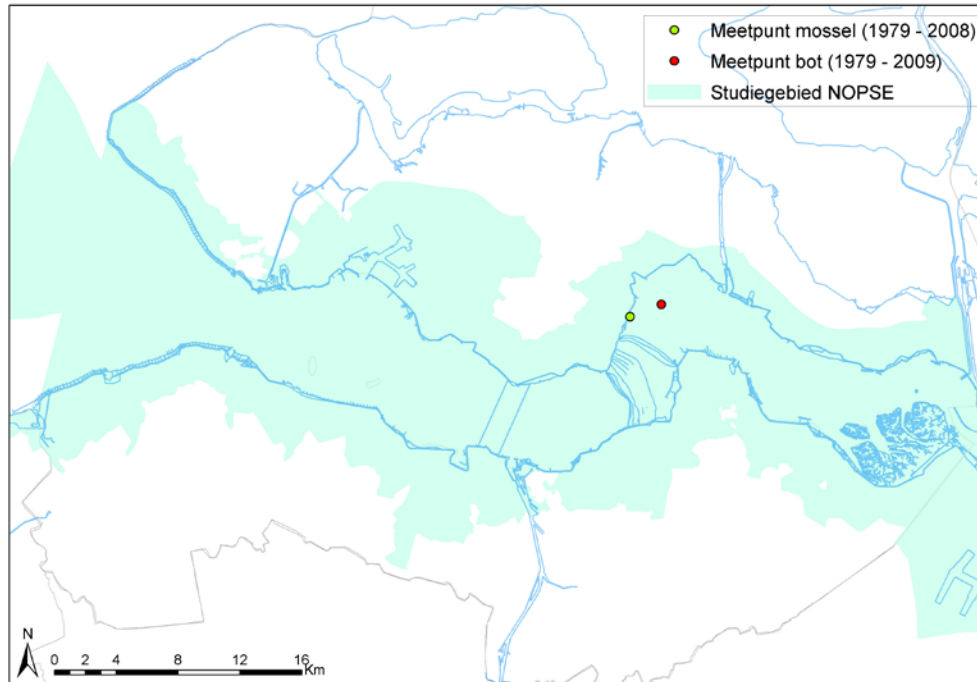 Meetpunt mossel (1979 - 2008)
Meetpunt bot (1979 - 2009)
Studiegebied NOPSE
N
0 2 4 8 12 16
Km